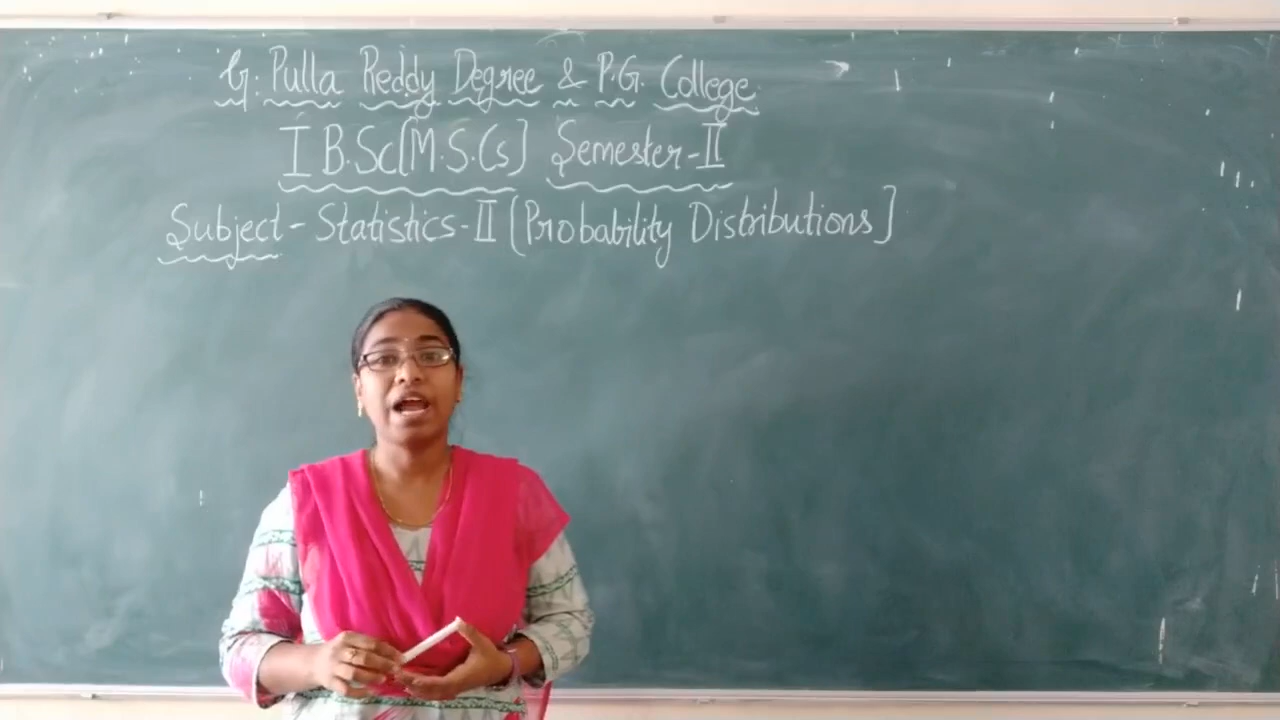 G. Pulla Reddy Degree & P.G. College
I B.Sc[M.S.Cs] Semester-II
Subject - Statistics-II [Probability Distributions]